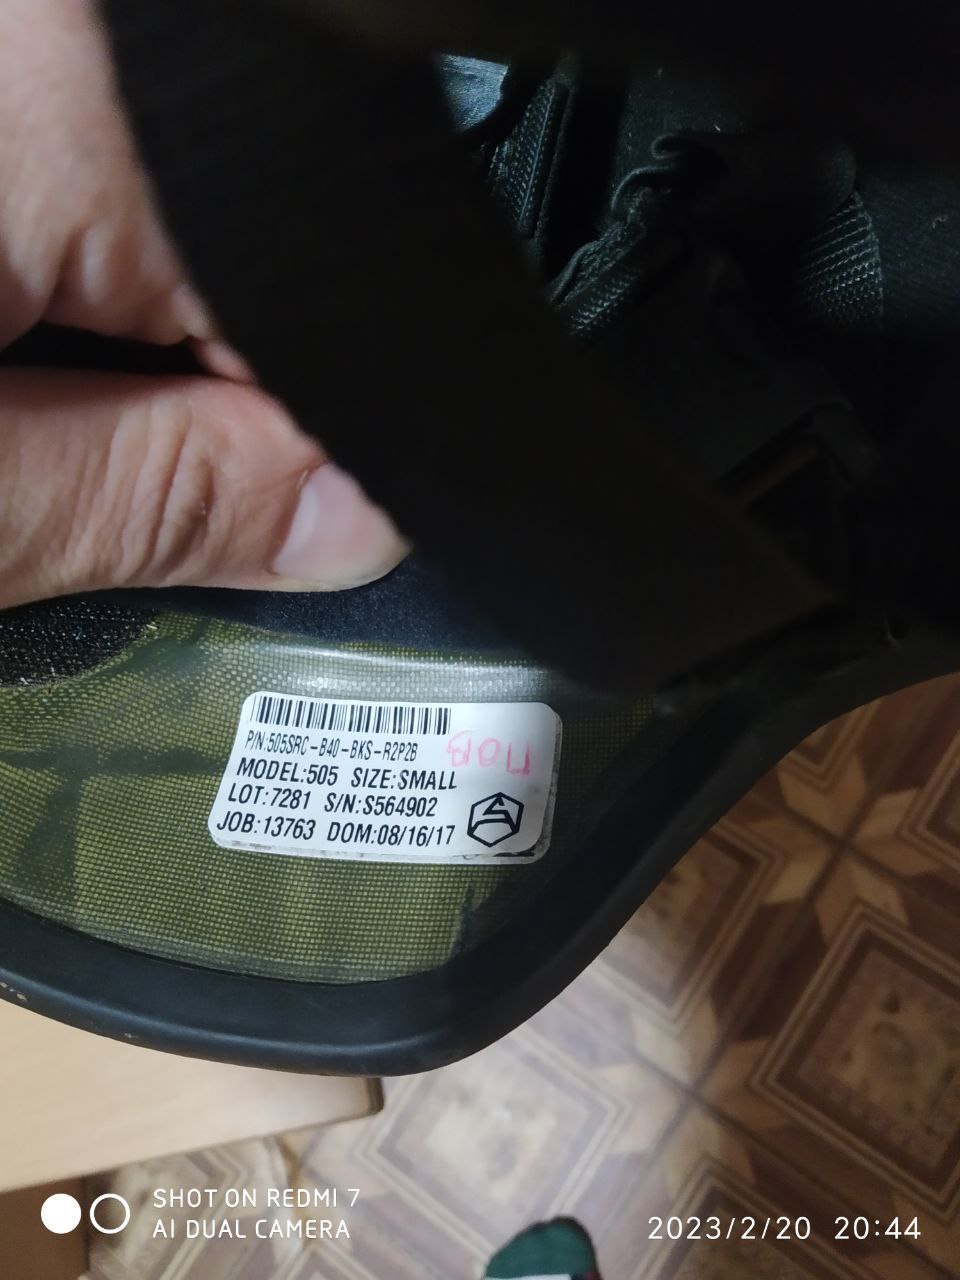 P/N:505SRC-B40-BKS-R2P2B
MODEL:505 SIZE:SMALL
LOT:7281 S/N:S564902
JOB:13763 DOM:08/16/17
ПОВ
SHOT ON REDMI 7
AI DUAL CAMERA
2023/2/20 20:44